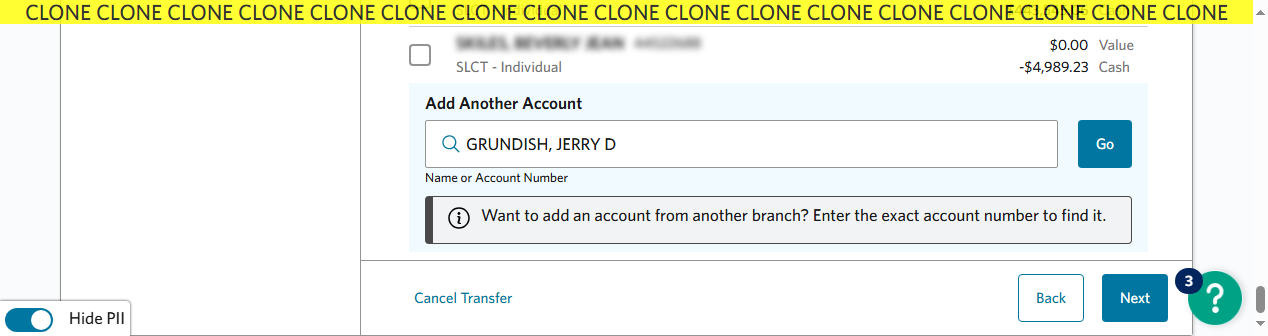 CLONE CLONE CLONE CLONE CLONE CLONE CLONE CLONE CLONE CLONE CLONE CLONE CLONE CLONE CLONE CLONE CLONE
$0.00 Value
SLCT - Individual -$4,989.23 Cash
Add Another Account
GRUNDISH, JERRY D Go
Name or Account Number
Want to add an account from another branch? Enter the exact account number to find it.
Cancel Transfer Back Next 3 ?
Hide PII